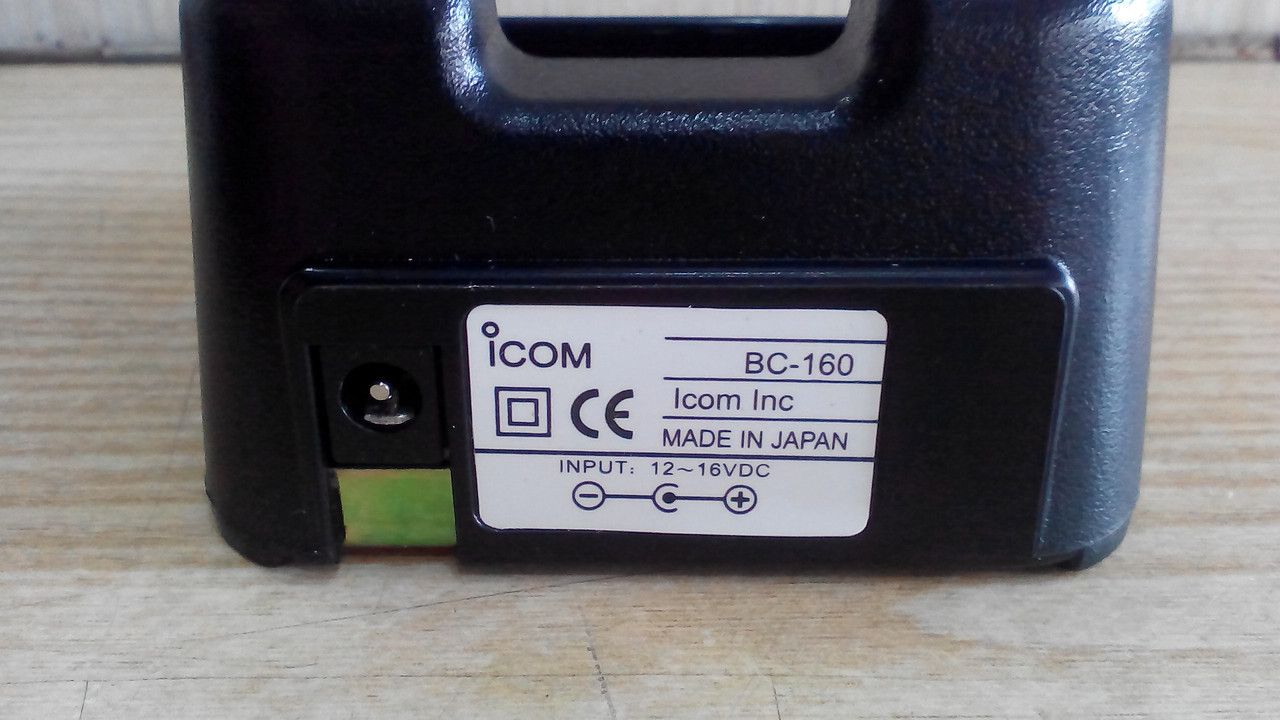 iCOM
BC-160
Icom Inc
CE
MADE IN JAPAN
INPUT: 12~16VDC